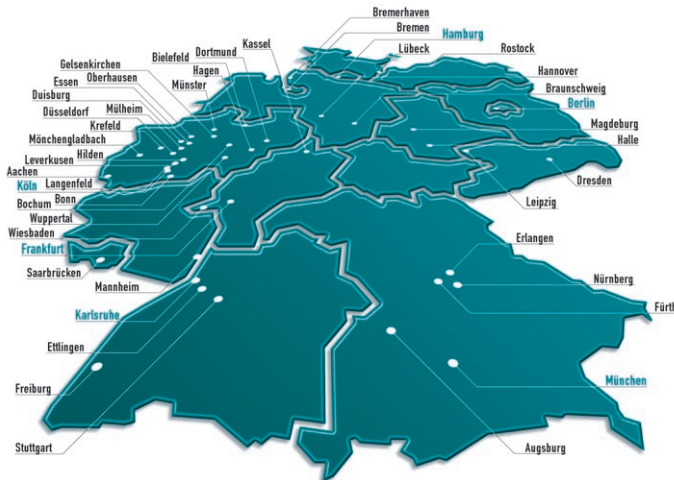 Bremerhaven
Bremen
Hamburg
Lübeck
Rostock
Kassel
Dortmund
Bielefeld
Gelsenkirchen
Hagen
Hannover
Oberhausen
Essen
Münster
Braunschweig
Duisburg
Berlin
Mülheim
Düsseldorf
Krefeld
Magdeburg
Mönchengladbach
Halle
Hilden
Leverkusen
Aachen
Dresden
Köln
Langenfeld
Bonn
Bochum
Leipzig
Wuppertal
Wiesbaden
Erlangen
Frankfurt
Saarbrücken
Nürnberg
Mannheim
Fürth
Karlsruhe
Ettlingen
Freiburg
München
Stuttgart
Augsburg